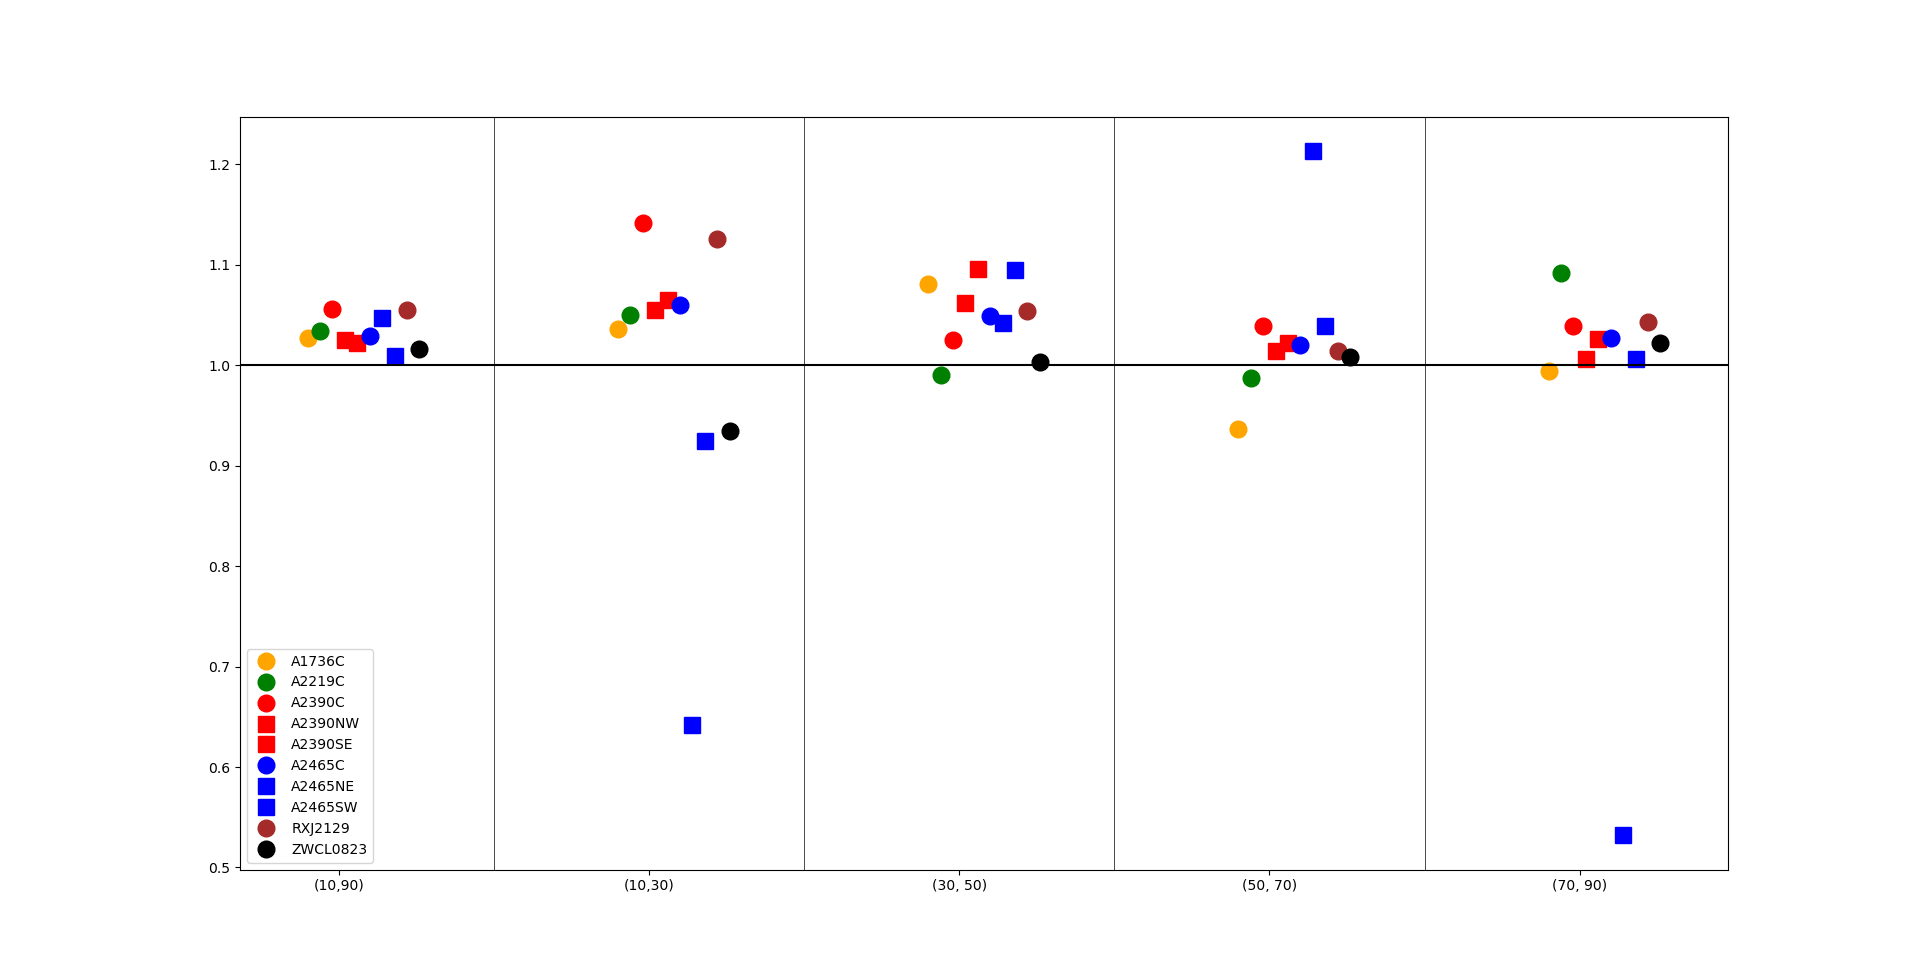 1.2
1.1
1.0
0.9
0.8
0.7
0.6
0.5
A1736C
A2219C
A2390C
A2390NW
A2390SE
A2465C
A2465NE
A2465SW
RXJ2129
ZWCL0823
(10,90) (10,30) (30, 50) (50, 70) (70, 90)